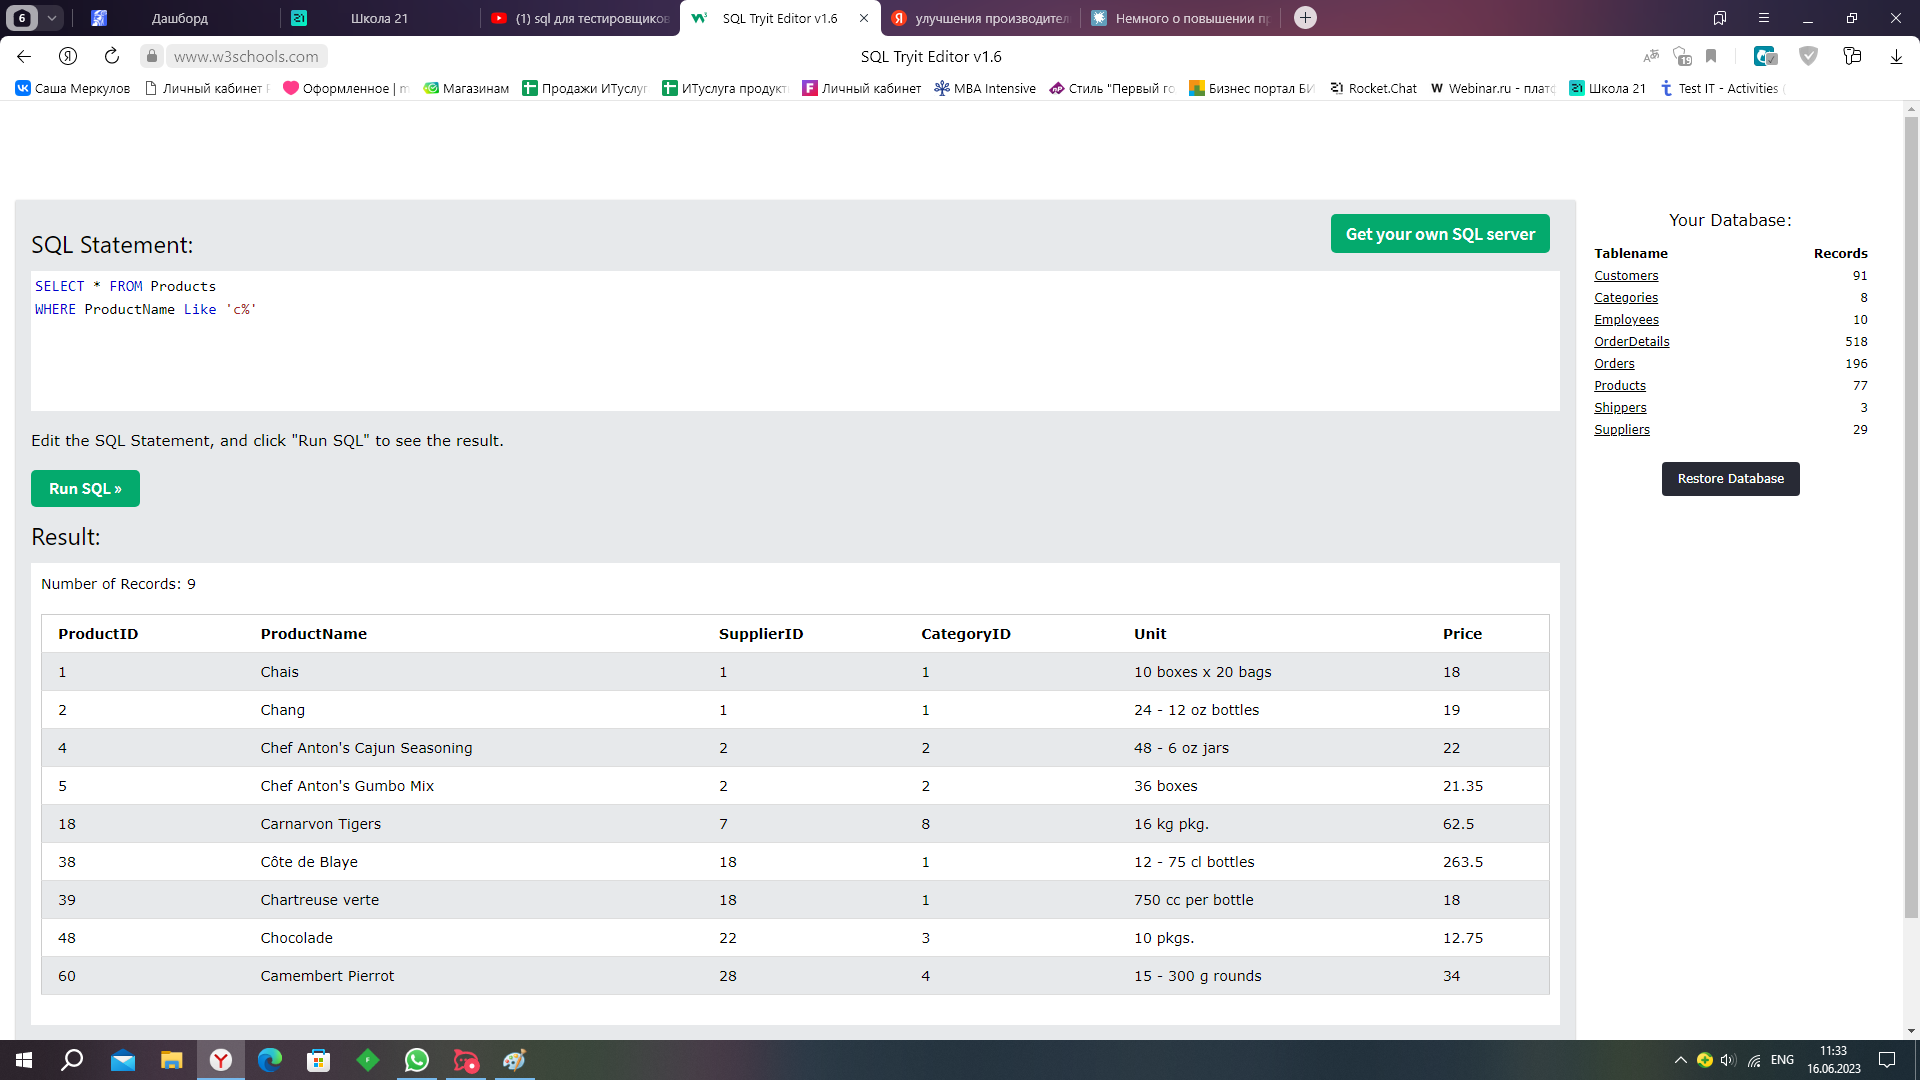 6
Дашборд
Школа 21
(1) sql для тестировщиков
SQL Tryit Editor v1.6
улучшения производител
Немного о повышении пр
www.w3schools.com
SQL Tryit Editor v1.6
19
Саша Меркулов
Личный кабинет
Оформленное | m
Магазинам
Продажи ИТуслуг
ИТуслуга продукт
Личный кабинет
MBA Intensive
Стиль "Первый го
Бизнес портал БИ
Rocket.Chat
Webinar.ru - платф
Школа 21
Test IT - Activities (
SQL Statement:
Get your own SQL server
SELECT * FROM Products
WHERE ProductName Like 'c%'
Edit the SQL Statement, and click "Run SQL" to see the result.
Run SQL »
Result:
Number of Records: 9
ProductID ProductName SupplierID CategoryID Unit Price
1 Chais 1 1 10 boxes x 20 bags 18
2 Chang 1 1 24 - 12 oz bottles 19
4 Chef Anton's Cajun Seasoning 2 2 48 - 6 oz jars 22
5 Chef Anton's Gumbo Mix 2 2 36 boxes 21.35
18 Carnarvon Tigers 7 8 16 kg pkg. 62.5
38 Côte de Blaye 18 1 12 - 75 cl bottles 263.5
39 Chartreuse verte 18 1 750 cc per bottle 18
48 Chocolade 22 3 10 pkgs. 12.75
60 Camembert Pierrot 28 4 15 - 300 g rounds 34
Your Database:
Tablename Records
Customers 91
Categories 8
Employees 10
OrderDetails 518
Orders 196
Products 77
Shippers 3
Suppliers 29
Restore Database
ENG
11:33
16.06.2023